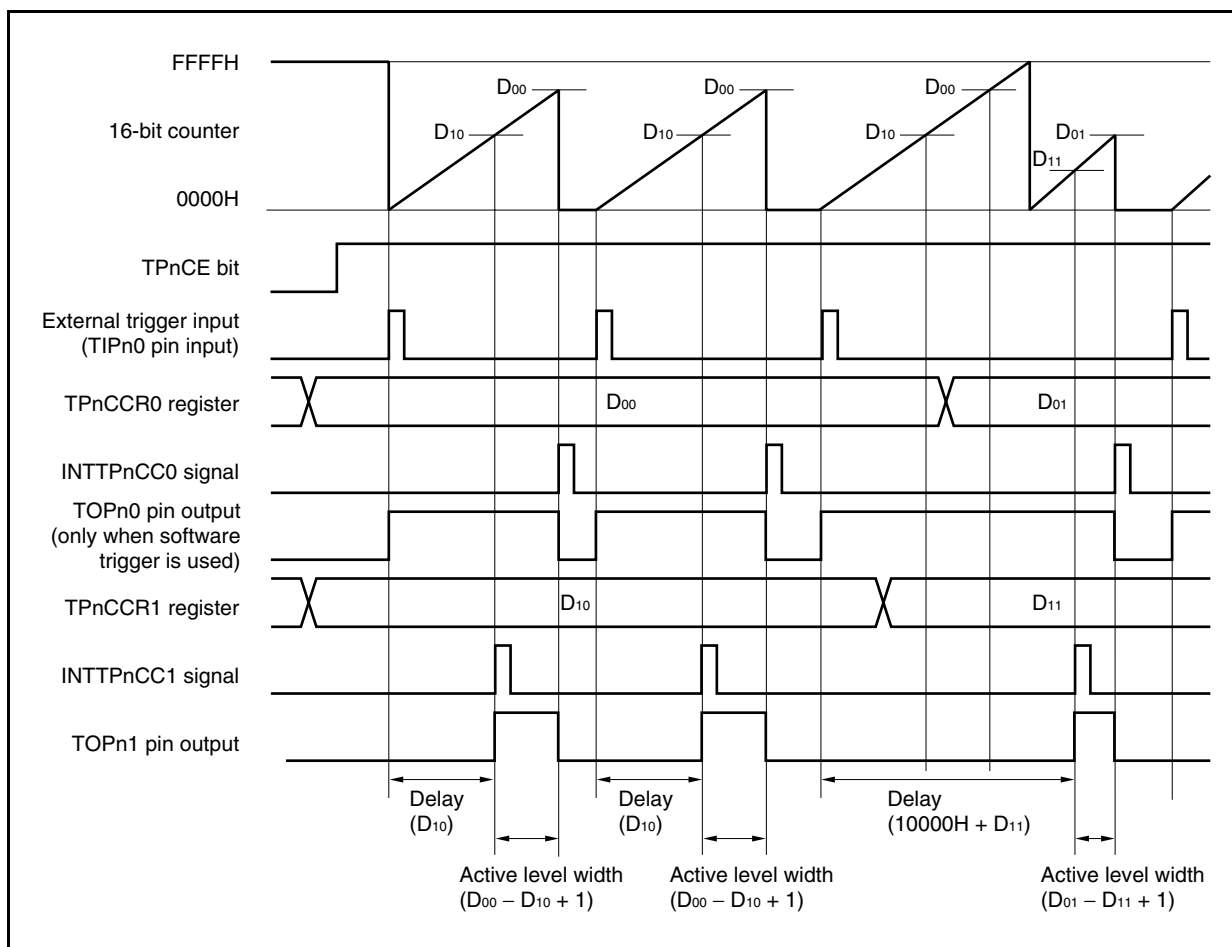 FFFFH
D00
D00
D00
16-bit counter
D10
D10
D10
D01
D11
0000H
TPnCE bit
External trigger input
(TIPn0 pin input)
TPnCCR0 register
D00
D01
INTTPnCC0 signal
TOPn0 pin output
(only when software
trigger is used)
TPnCCR1 register
D10
D11
INTTPnCC1 signal
TOPn1 pin output
Delay
(D10)
Delay
(D10)
Delay
(10000H + D11)
Active level width
(D00 − D10 + 1)
Active level width
(D00 − D10 + 1)
Active level width
(D01 − D11 + 1)